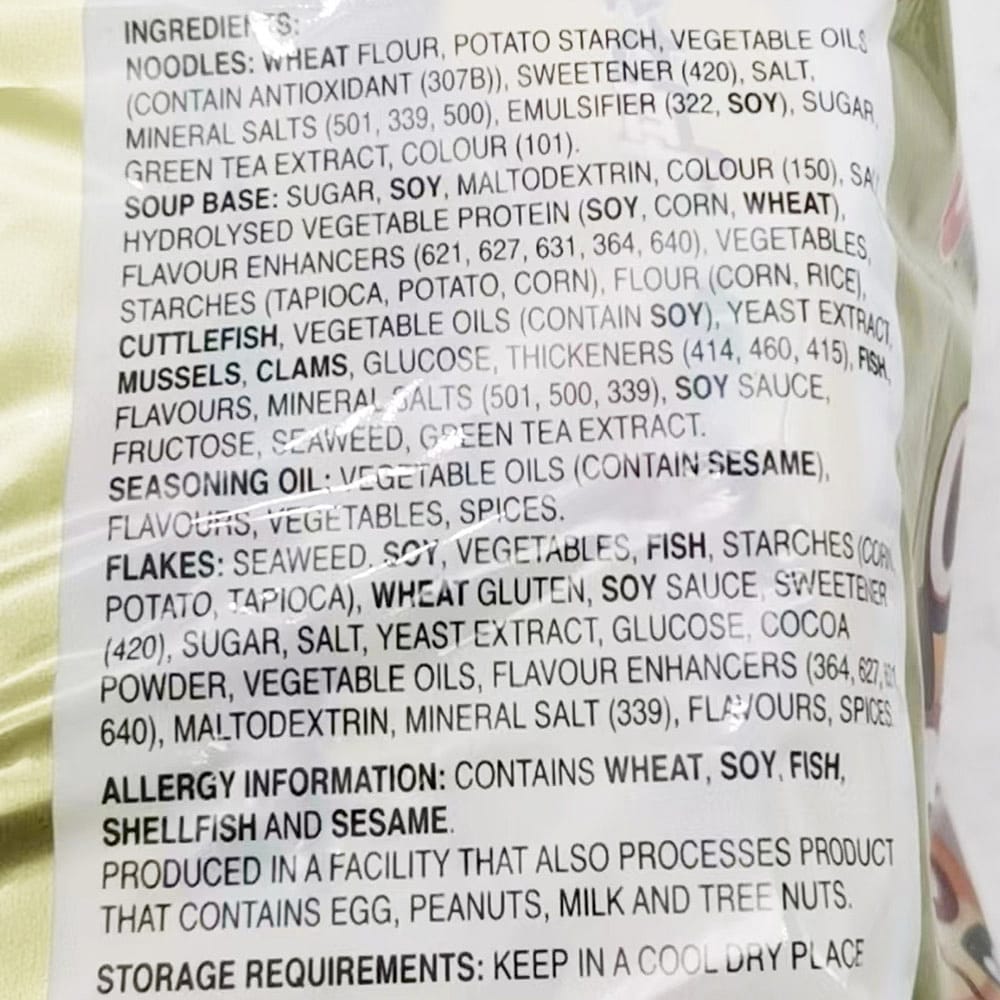 INGREDIENTS:
NOODLES: WHEAT FLOUR, POTATO STARCH, VEGETABLE OILS
(CONTAIN ANTIOXIDANT (307B)), SWEETENER (420), SALT,
MINERAL SALTS (501, 339, 500), EMULSIFIER (322, SOY), SUGAR,
GREEN TEA EXTRACT, COLOUR (101).
SOUP BASE: SUGAR, SOY, MALTODEXTRIN, COLOUR (150),
HYDROLYSED VEGETABLE PROTEIN (SOY, CORN, WHEAT),
FLAVOUR ENHANCERS (621, 627, 631, 364, 640), VEGETABLES,
STARCHES (TAPIOCA, POTATO, CORN), FLOUR (CORN, RICE),
CUTTLEFISH, VEGETABLE OILS (CONTAIN SOY), YEAST EXTRACT,
MUSSELS, CLAMS, GLUCOSE, THICKENERS (414, 460, 415), FISH,
FLAVOURS, MINERAL SALTS (501, 500, 339), SOY SAUCE,
FRUCTOSE, SEAWEED, GREEN TEA EXTRACT.
SEASONING OIL: VEGETABLE OILS (CONTAIN SESAME),
FLAVOURS, VEGETABLES, SPICES.
FLAKES: SEAWEED, SOY, VEGETABLES, FISH, STARCHES (CORN,
POTATO, TAPIOCA), WHEAT GLUTEN, SOY SAUCE, SWEETENER
(420), SUGAR, SALT, YEAST EXTRACT, GLUCOSE, COCOA
POWDER, VEGETABLE OILS, FLAVOUR ENHANCERS (364, 627,
640), MALTODEXTRIN, MINERAL SALT (339), FLAVOURS, SPICES.
ALLERGY INFORMATION: CONTAINS WHEAT, SOY, FISH,
SHELLFISH AND SESAME.
PRODUCED IN A FACILITY THAT ALSO PROCESSES PRODUCT
THAT CONTAINS EGG, PEANUTS, MILK AND TREE NUTS.
STORAGE REQUIREMENTS: KEEP IN A COOL DRY PLACE